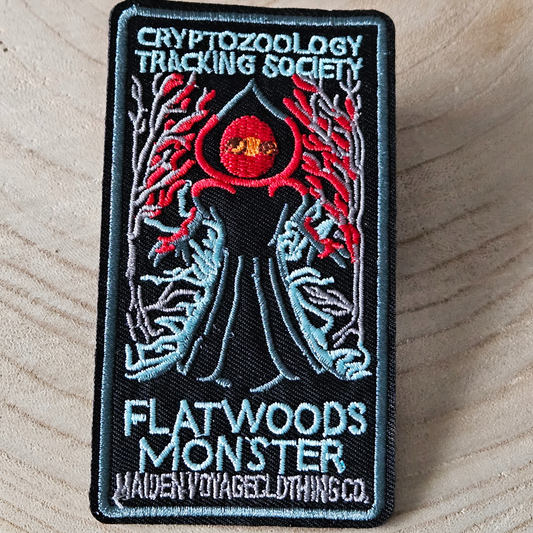 CRYPTOZOOLOGY
TRACKING SOCIETY
FLATWOODS
MONSTER
MAIDEN VOYAGE CLOTHING CO.